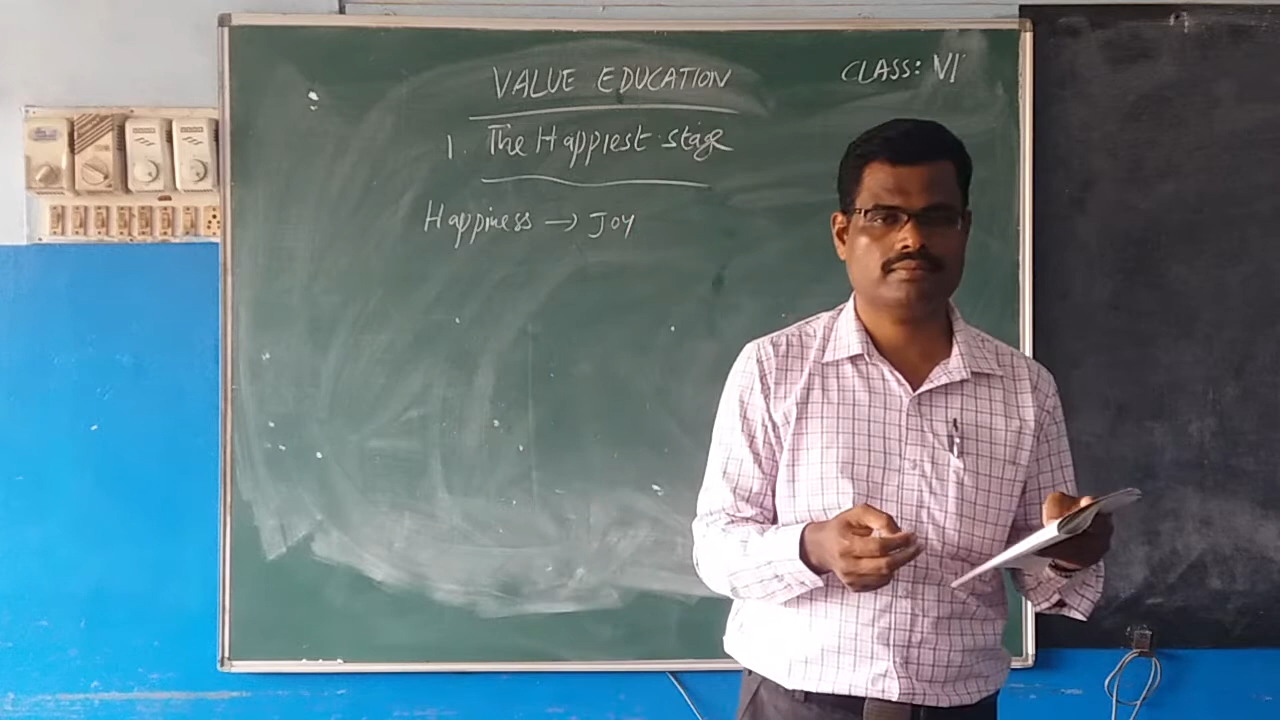 VALUE EDUCATION
CLASS: VI
1. The Happiest stage
Happiness → Joy